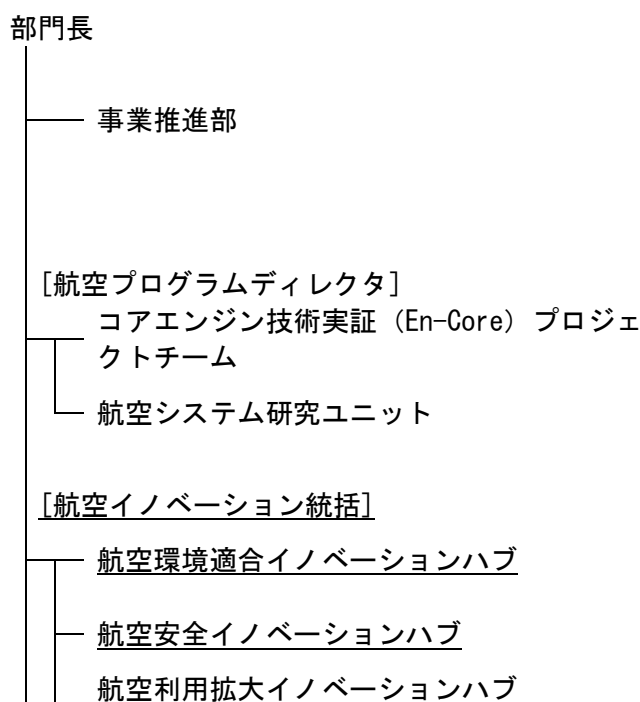 部門長
事業推進部
[航空プログラムディレクタ]
コアエンジン技術実証（En-Core）プロジェ
クトチーム
航空システム研究ユニット
[航空イノベーション統括]
航空環境適合イノベーションハブ
航空安全イノベーションハブ
航空利用拡大イノベーションハブ